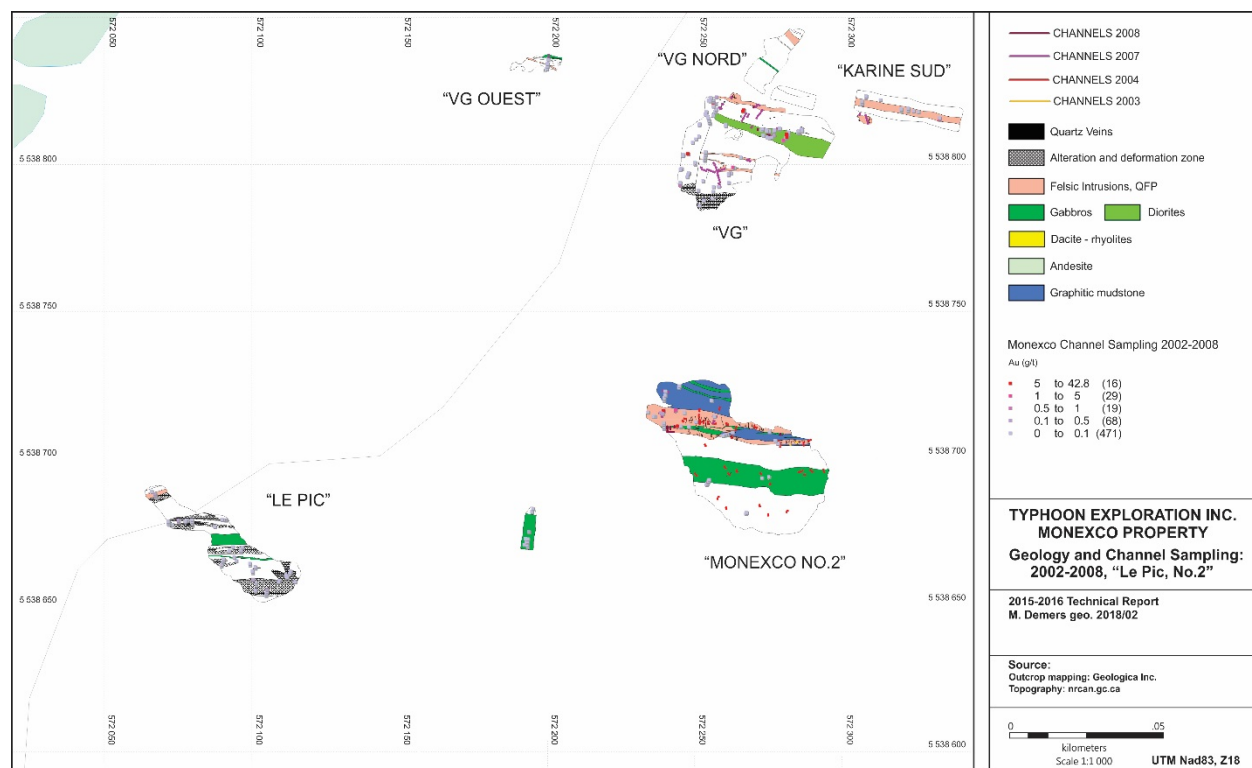 572 050
572 100
572 150
572 200
572 250
572 300
“VG NORD”
“KARINE SUD”
“VG OUEST”
5 538 800
5 538 800
“VG”
5 538 750
5 538 750
5 538 700
5 538 700
“LE PIC”
“MONEXCO NO.2”
5 538 650
5 538 650
5 538 600
572 050
572 100
572 150
572 200
572 250
572 300
CHANNELS 2008
CHANNELS 2007
CHANNELS 2004
CHANNELS 2003
Quartz Veins
Alteration and deformation zone
Felsic Intrusions, QFP
Gabbros Diorites
Dacite - rhyolites
Andesite
Graphitic mudstone
Monexco Channel Sampling 2002-2008
Au (g/t)
5 to 42.8 (16)
1 to 5 (29)
0.5 to 1 (19)
0.1 to 0.5 (68)
0 to 0.1 (471)
TYPHOON EXPLORATION INC.
MONEXCO PROPERTY
Geology and Channel Sampling:
2002-2008, “Le Pic, No.2”
2015-2016 Technical Report
M. Demers geo. 2018/02
Source:
Outcrop mapping: Geologica Inc.
Topography: nrcan.gc.ca
0 .05
kilometers
Scale 1:1 000
UTM Nad83, Z18